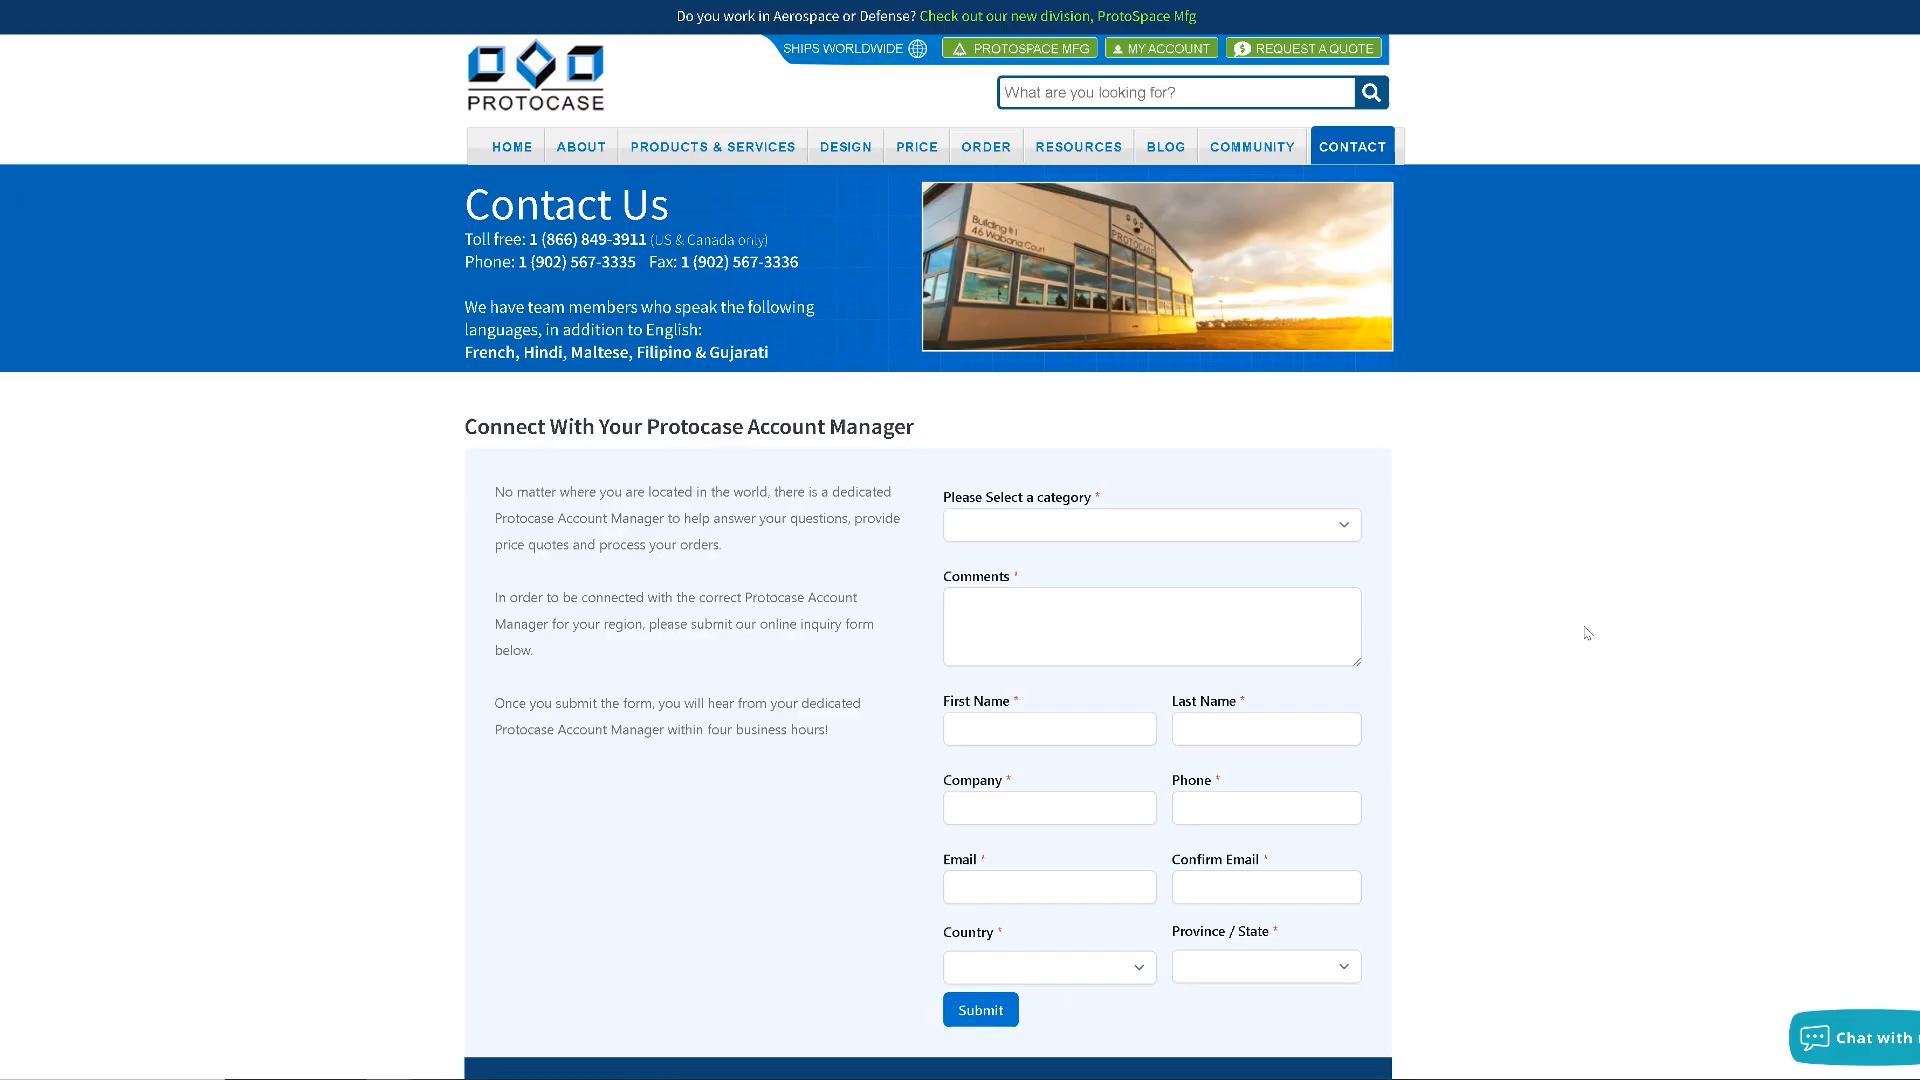 Do you work in Aerospace or Defense? Check out our new division, ProtoSpace Mfg
SHIPS WORLDWIDE
PROTOSPACE MFG
MY ACCOUNT
REQUEST A QUOTE
PROTOCASE
What are you looking for?
HOME
ABOUT
PRODUCTS & SERVICES
DESIGN
PRICE
ORDER
RESOURCES
BLOG
COMMUNITY
CONTACT
Contact Us
Toll free: 1 (866) 849-3911 (US & Canada only)
Phone: 1 (902) 567-3335 Fax: 1 (902) 567-3336
We have team members who speak the following
languages, in addition to English:
French, Hindi, Maltese, Filipino & Gujarati
Building #1
46 Wabana Court
PROTOCASE
Connect With Your Protocase Account Manager
No matter where you are located in the world, there is a dedicated
Protocase Account Manager to help answer your questions, provide
price quotes and process your orders.
In order to be connected with the correct Protocase Account
Manager for your region, please submit our online inquiry form
below.
Once you submit the form, you will hear from your dedicated
Protocase Account Manager within four business hours!
Please Select a category *
Comments *
First Name *
Last Name *
Company *
Phone *
Email *
Confirm Email *
Country *
Province / State *
Submit
Chat with